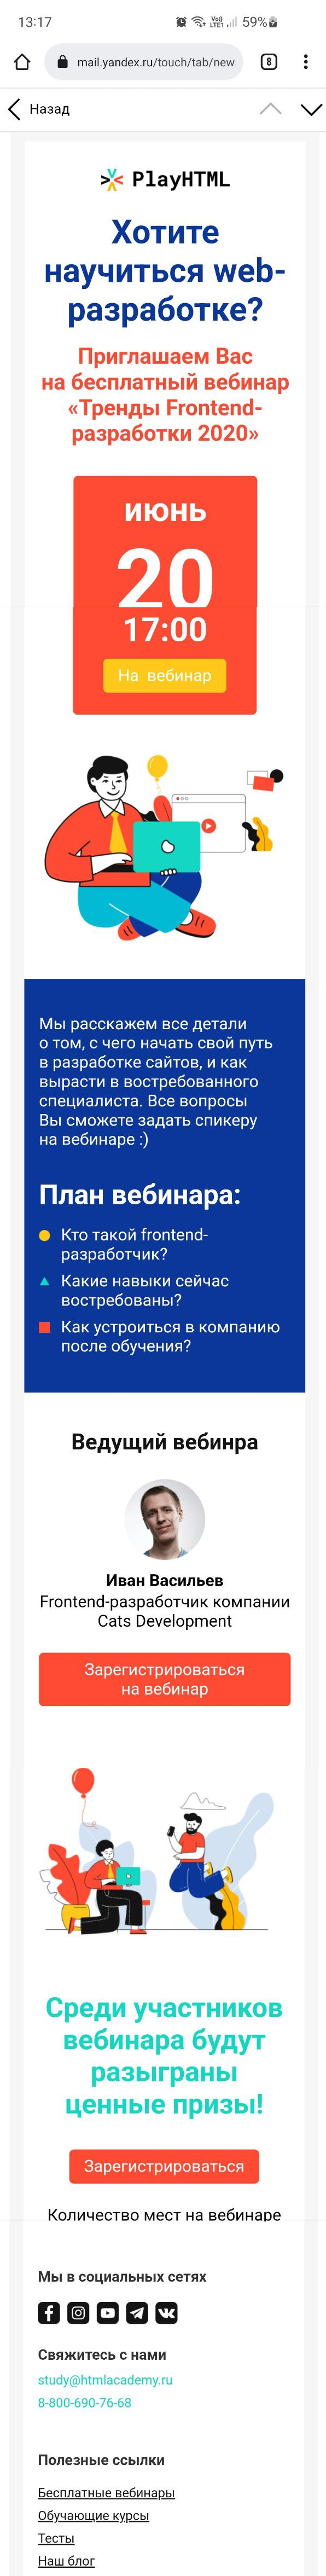 13:17
59%
mail.yandex.ru/touch/tab/new
8
Назад
PlayHTML
Хотите
научиться web-
разработке?
Приглашаем Вас
на бесплатный вебинар
«Тренды Frontend-
разработки 2020»
июнь
20
17:00
На вебинар
Мы расскажем все детали
о том, с чего начать свой путь
в разработке сайтов, и как
вырасти в востребованного
специалиста. Все вопросы
Вы сможете задать спикеру
на вебинаре :)
План вебинара:
Кто такой frontend-
разработчик?
Какие навыки сейчас
востребованы?
Как устроиться в компанию
после обучения?
Ведущий вебинра
Иван Васильев
Frontend-разработчик компании
Cats Development
Зарегистрироваться
на вебинар
Среди участников
вебинара будут
разыграны
ценные призы!
Зарегистрироваться
Количество мест на вебинаре
Мы в социальных сетях
Свяжитесь с нами
study@htmlacademy.ru
8-800-690-76-68
Полезные ссылки
Бесплатные вебинары
Обучающие курсы
Тесты
Наш блог